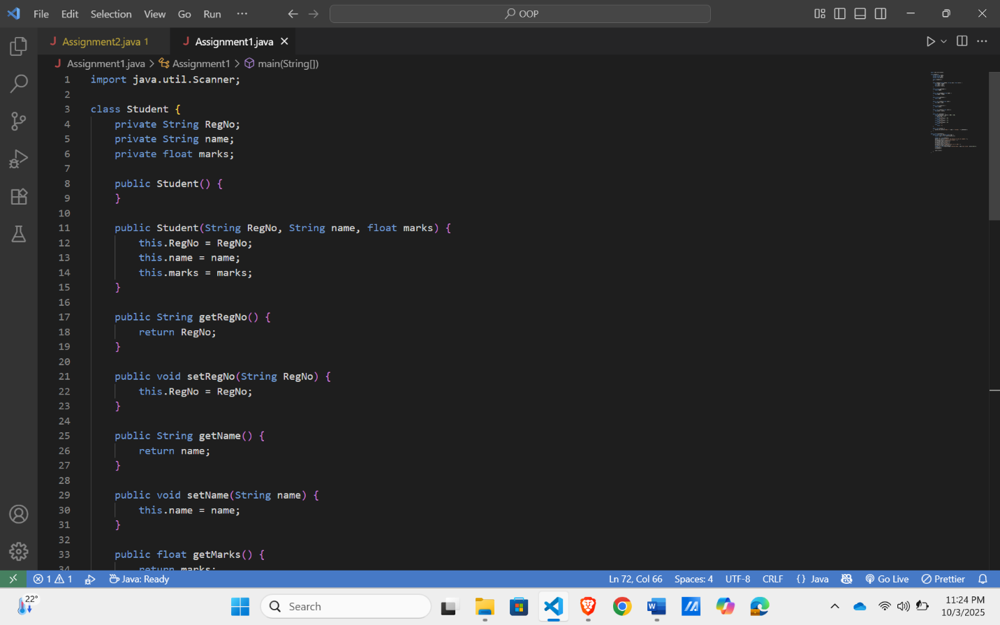 File Edit Selection View Go Run ··· OOP
Assignment2.java 1 Assignment1.java
Assignment1.java > Assignment1 > main(String[])
1 import java.util.Scanner;
2
3 class Student {
4 private String RegNo;
5 private String name;
6 private float marks;
7
8 public Student() {
9 }
10
11 public Student(String RegNo, String name, float marks) {
12 this.RegNo = RegNo;
13 this.name = name;
14 this.marks = marks;
15 }
16
17 public String getRegNo() {
18 return RegNo;
19 }
20
21 public void setRegNo(String RegNo) {
22 this.RegNo = RegNo;
23 }
24
25 public String getName() {
26 return name;
27 }
28
29 public void setName(String name) {
30 this.name = name;
31 }
32
33 public float getMarks() {
34 return marks;
1 1 Java: Ready Ln 72, Col 66 Spaces: 4 UTF-8 CRLF {} Java Go Live Prettier
22° Search 11:24 PM
10/3/2025